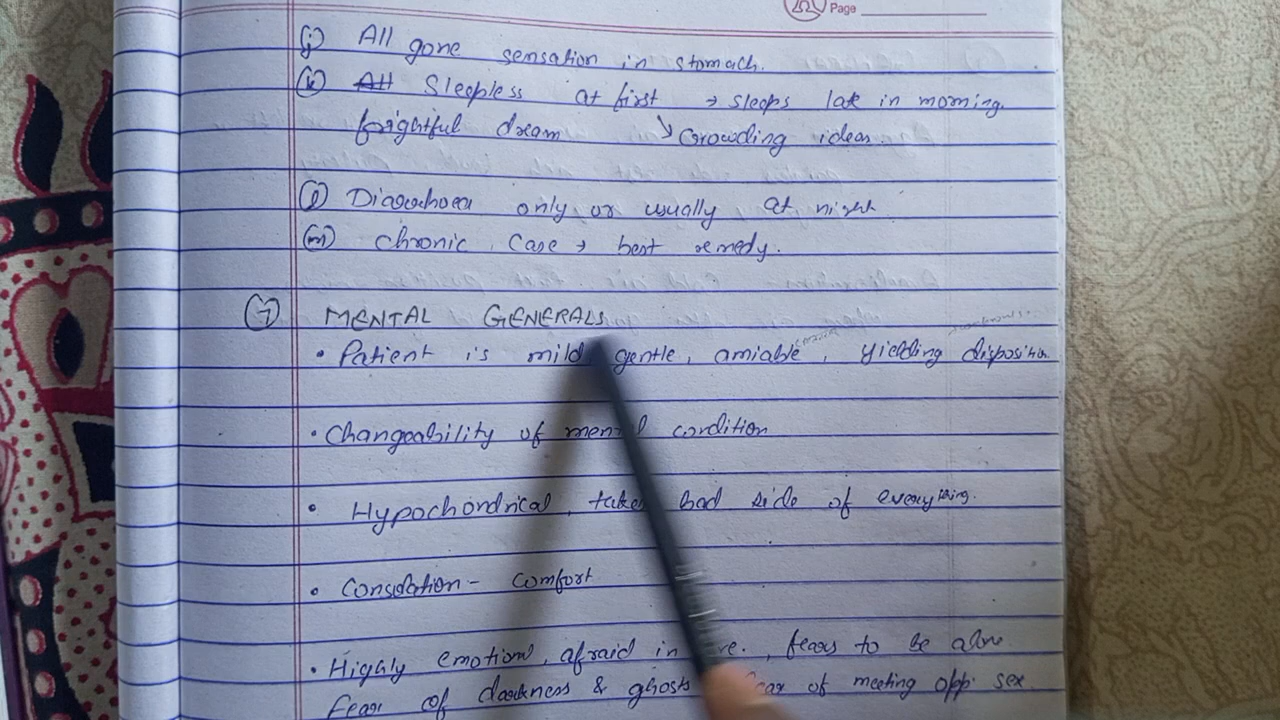 Page
(j) All gone sensation in stomach.
(k) Sleepless at first → sleeps late in morning.
frightful dream ↘ Crowding ideas.
(l) Diarrhoea only, or usually, at night
(m) Chronic Case → best remedy.
(7) MENTAL GENERALS
• Patient is mild gentle, amiable, yielding disposition
• Changeability of mental condition
• Hypochondrical, takes bad side of everything.
• Consolation - Comfort
• Highly emotional, afraid in eve., fears to be alone
Fear of darkness & ghosts fear of meeting opp. sex